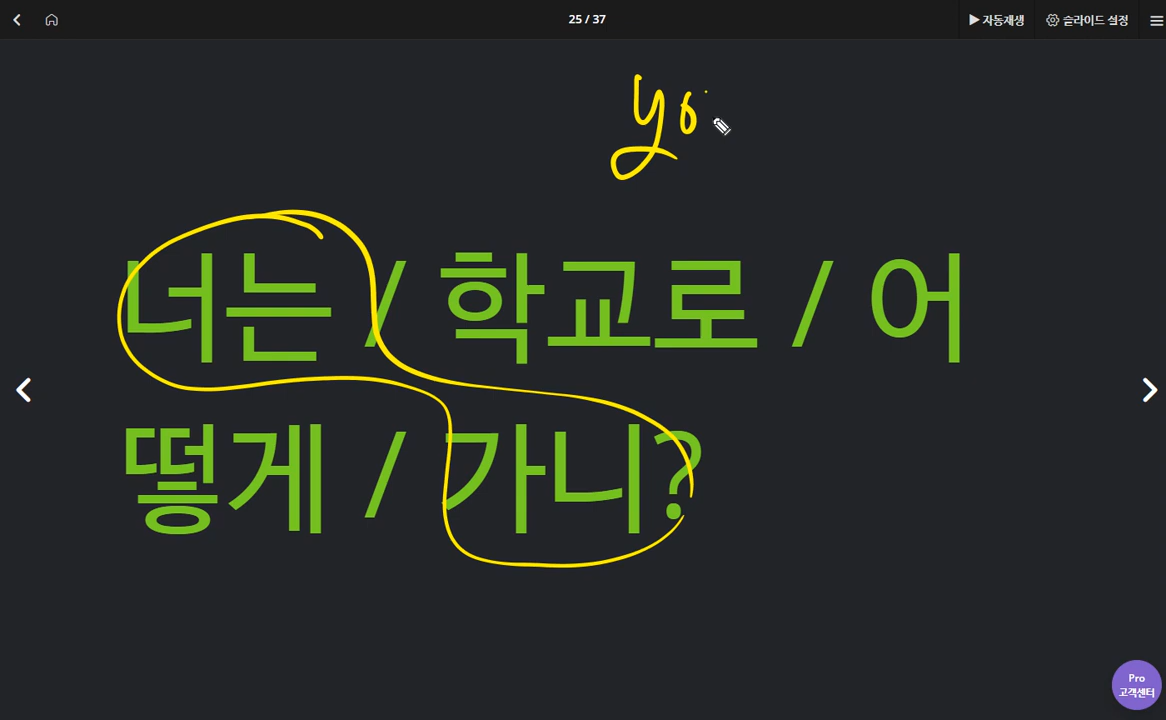 25 / 37
▶ 자동재생
슬라이드 설정
yo
너는 / 학교로 / 어
떻게 / 가니?
Pro
고객센터